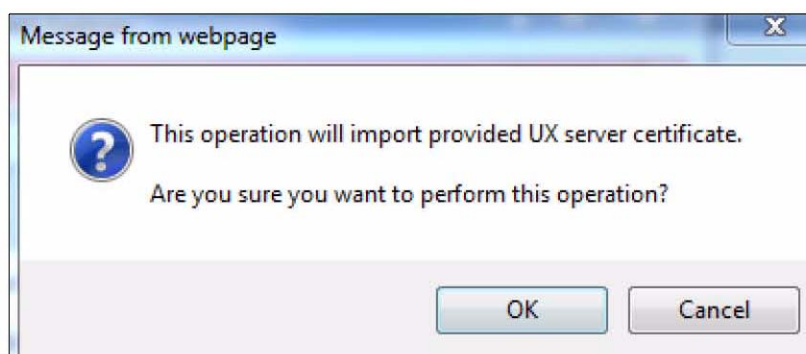 Message from webpage
X
This operation will import provided UX server certificate.
Are you sure you want to perform this operation?
OK
Cancel